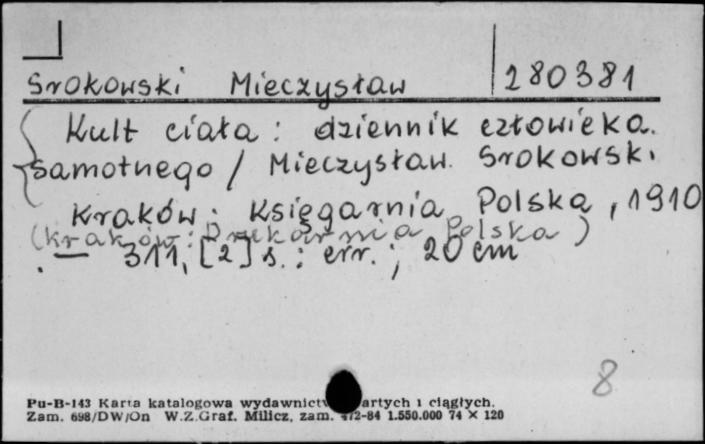 Srokowski Mieczysław 280381
Kult ciała : dziennik człowieka
samotnego / Mieczysław Srokowski.
Kraków : Księgarnia Polska, 1910
(Kraków : Drukarnia Polska)
. — 311, [2] s. : err. ; 20 cm
8
Pu-B-143 Karta katalogowa wydawnictw artych i ciągłych.
Zam. 698/DW/On W.Z.Graf. Milicz, zam. 472-84 1.550.000 74 × 120